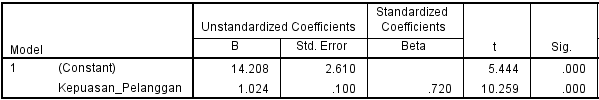 Model Unstandardized Coefficients Standardized Coefficients t Sig.
B Std. Error Beta
1 (Constant) 14.208 2.610 5.444 .000
Kepuasan_Pelanggan 1.024 .100 .720 10.259 .000